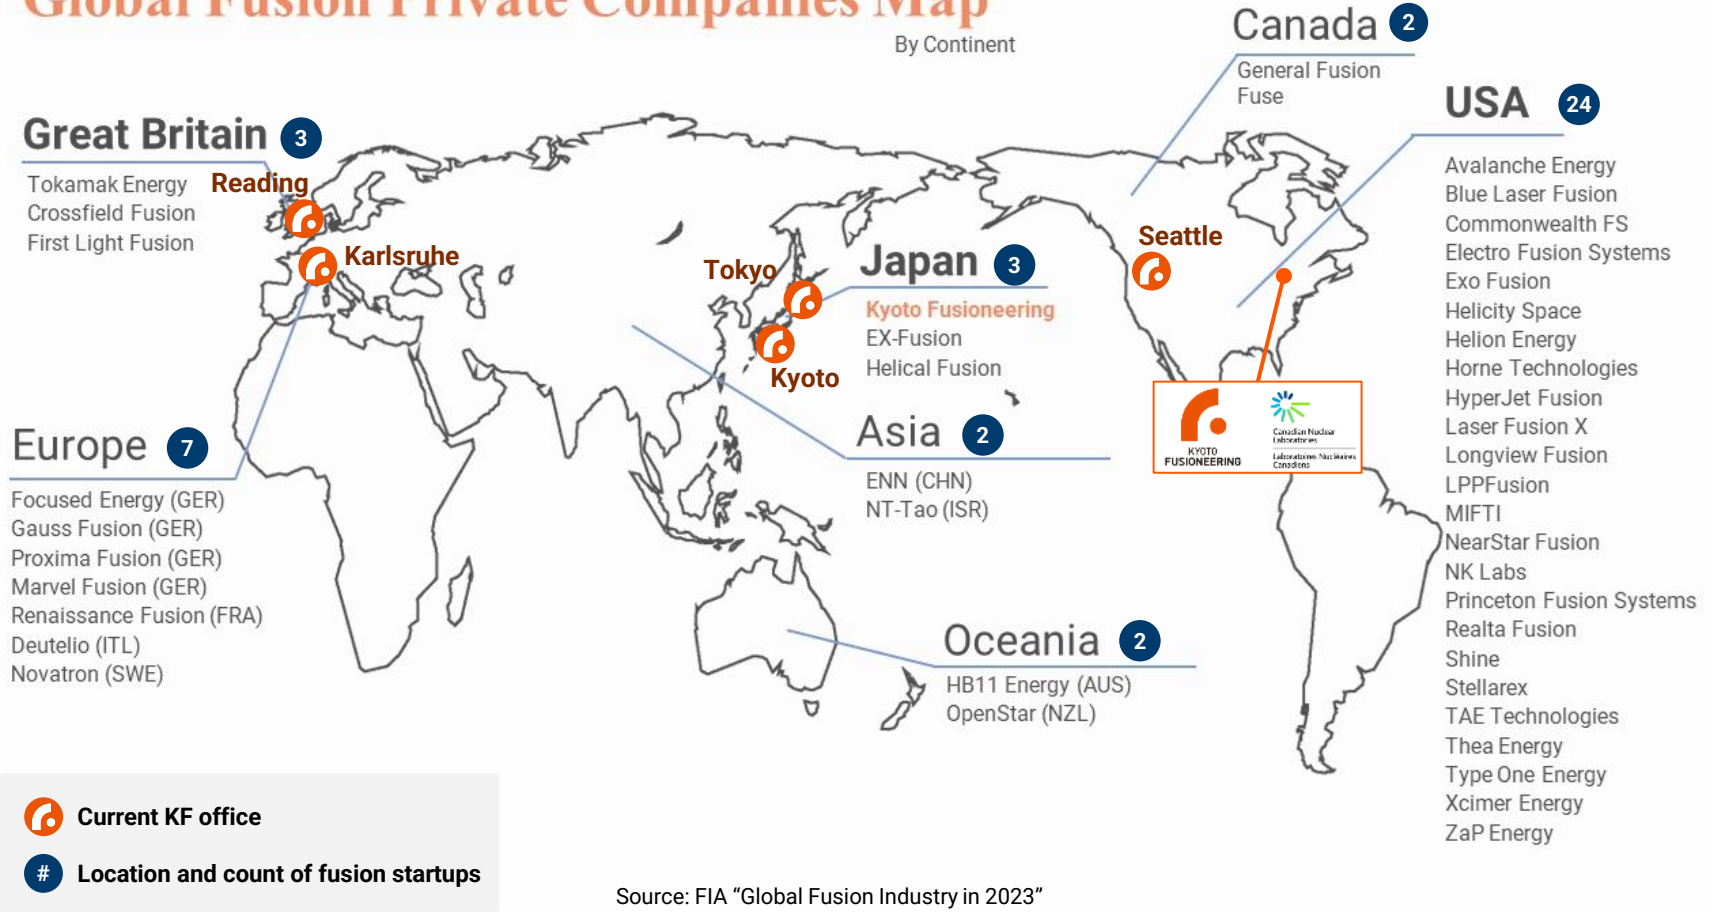 Global Fusion Private Companies Map
By Continent
Canada 2
General Fusion
Fuse
USA 24
Avalanche Energy
Blue Laser Fusion
Commonwealth FS
Electro Fusion Systems
Exo Fusion
Helicity Space
Helion Energy
Horne Technologies
HyperJet Fusion
Laser Fusion X
Longview Fusion
LPPFusion
MIFTI
NearStar Fusion
NK Labs
Princeton Fusion Systems
Realta Fusion
Shine
Stellarex
TAE Technologies
Thea Energy
Type One Energy
Xcimer Energy
ZaP Energy
Great Britain 3
Tokamak Energy
Crossfield Fusion
First Light Fusion
Reading
Karlsruhe
Tokyo
Kyoto
Seattle
Japan 3
Kyoto Fusioneering
EX-Fusion
Helical Fusion
KYOTO
FUSIONEERING
Canadian Nuclear
Laboratories
Laboratoires Nucléaires
Canadiens
Europe 7
Focused Energy (GER)
Gauss Fusion (GER)
Proxima Fusion (GER)
Marvel Fusion (GER)
Renaissance Fusion (FRA)
Deutelio (ITL)
Novatron (SWE)
Asia 2
ENN (CHN)
NT-Tao (ISR)
Oceania 2
HB11 Energy (AUS)
OpenStar (NZL)
Current KF office
# Location and count of fusion startups
Source: FIA “Global Fusion Industry in 2023”